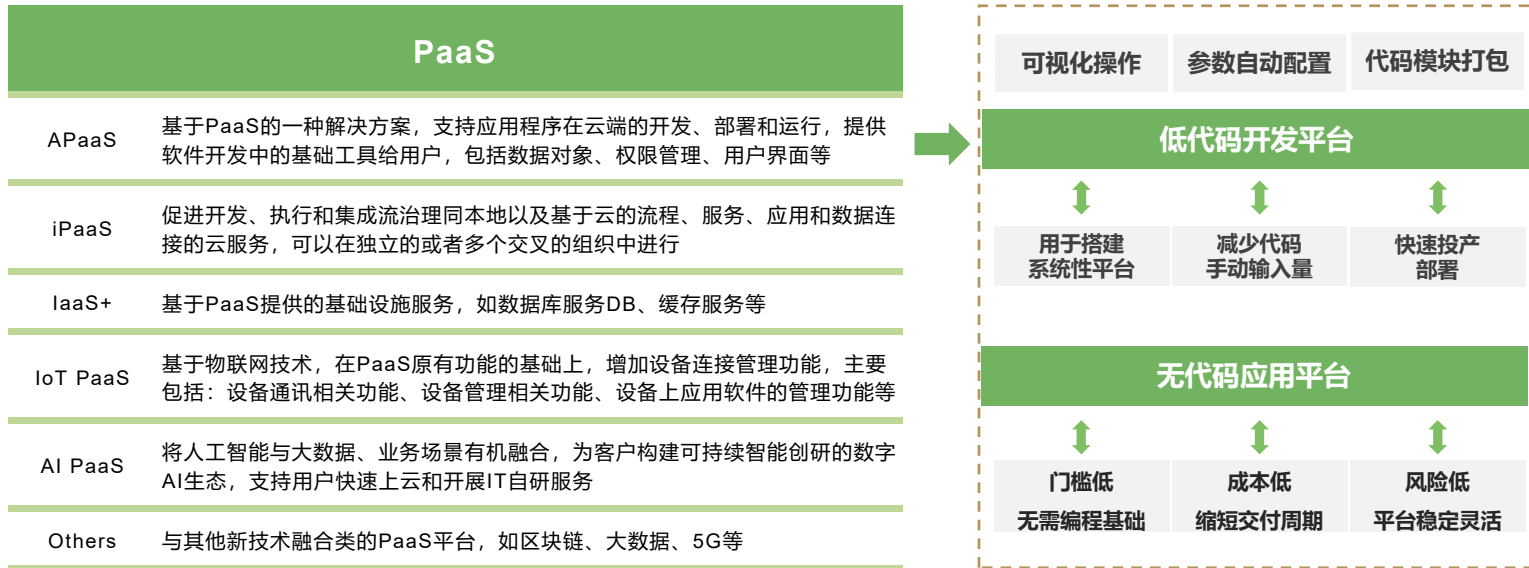 PaaS
APaaS
基于PaaS的一种解决方案，支持应用程序在云端的开发、部署和运行，提供
软件开发中的基础工具给用户，包括数据对象、权限管理、用户界面等
iPaaS
促进开发、执行和集成流治理同本地以及基于云的流程、服务、应用和数据连
接的云服务，可以在独立的或者多个交叉的组织中进行
IaaS+
基于PaaS提供的基础设施服务，如数据库服务DB、缓存服务等
IoT PaaS
基于物联网技术，在PaaS原有功能的基础上，增加设备连接管理功能，主要
包括：设备通讯相关功能、设备管理相关功能、设备上应用软件的管理功能等
AI PaaS
将人工智能与大数据、业务场景有机融合，为客户构建可持续智能创研的数字
AI生态，支持用户快速上云和开展IT自研服务
Others
与其他新技术融合类的PaaS平台，如区块链、大数据、5G等
可视化操作
参数自动配置
代码模块打包
低代码开发平台
用于搭建
系统性平台
减少代码
手动输入量
快速投产
部署
无代码应用平台
门槛低
无需编程基础
成本低
缩短交付周期
风险低
平台稳定灵活